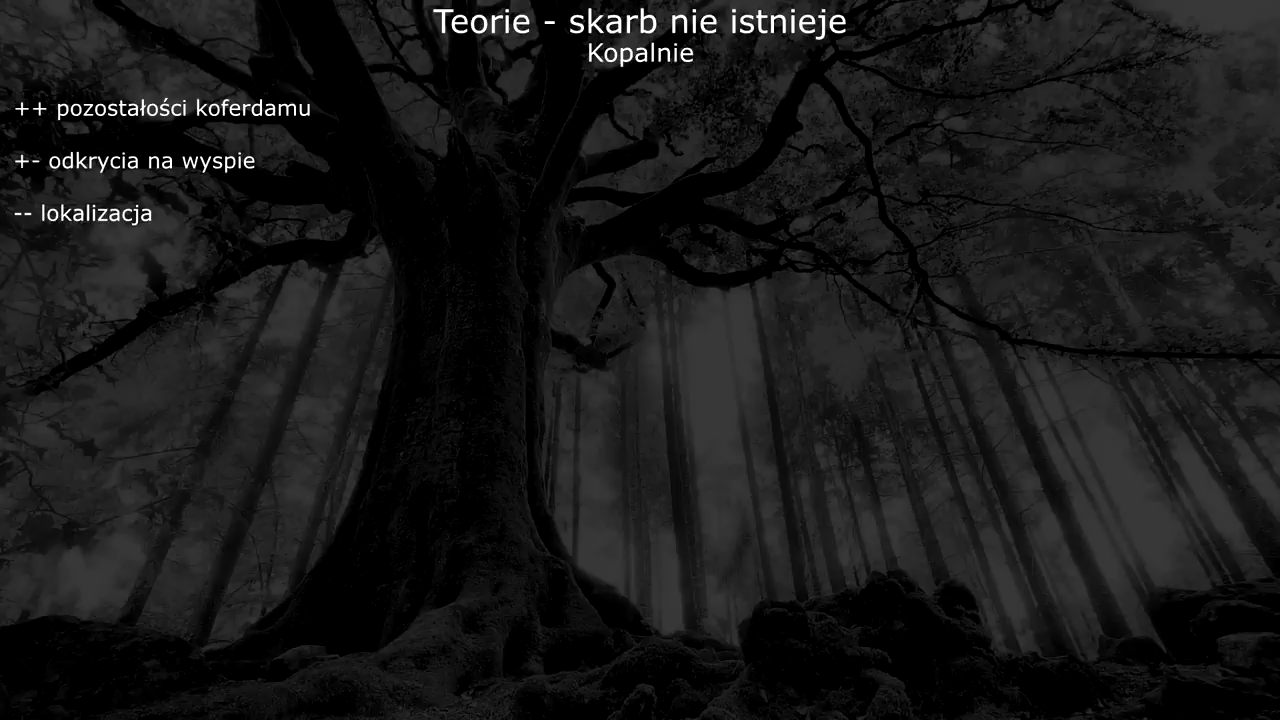 Teorie - skarb nie istnieje
Kopalnie
++ pozostałości koferdamu
+- odkrycia na wyspie
-- lokalizacja